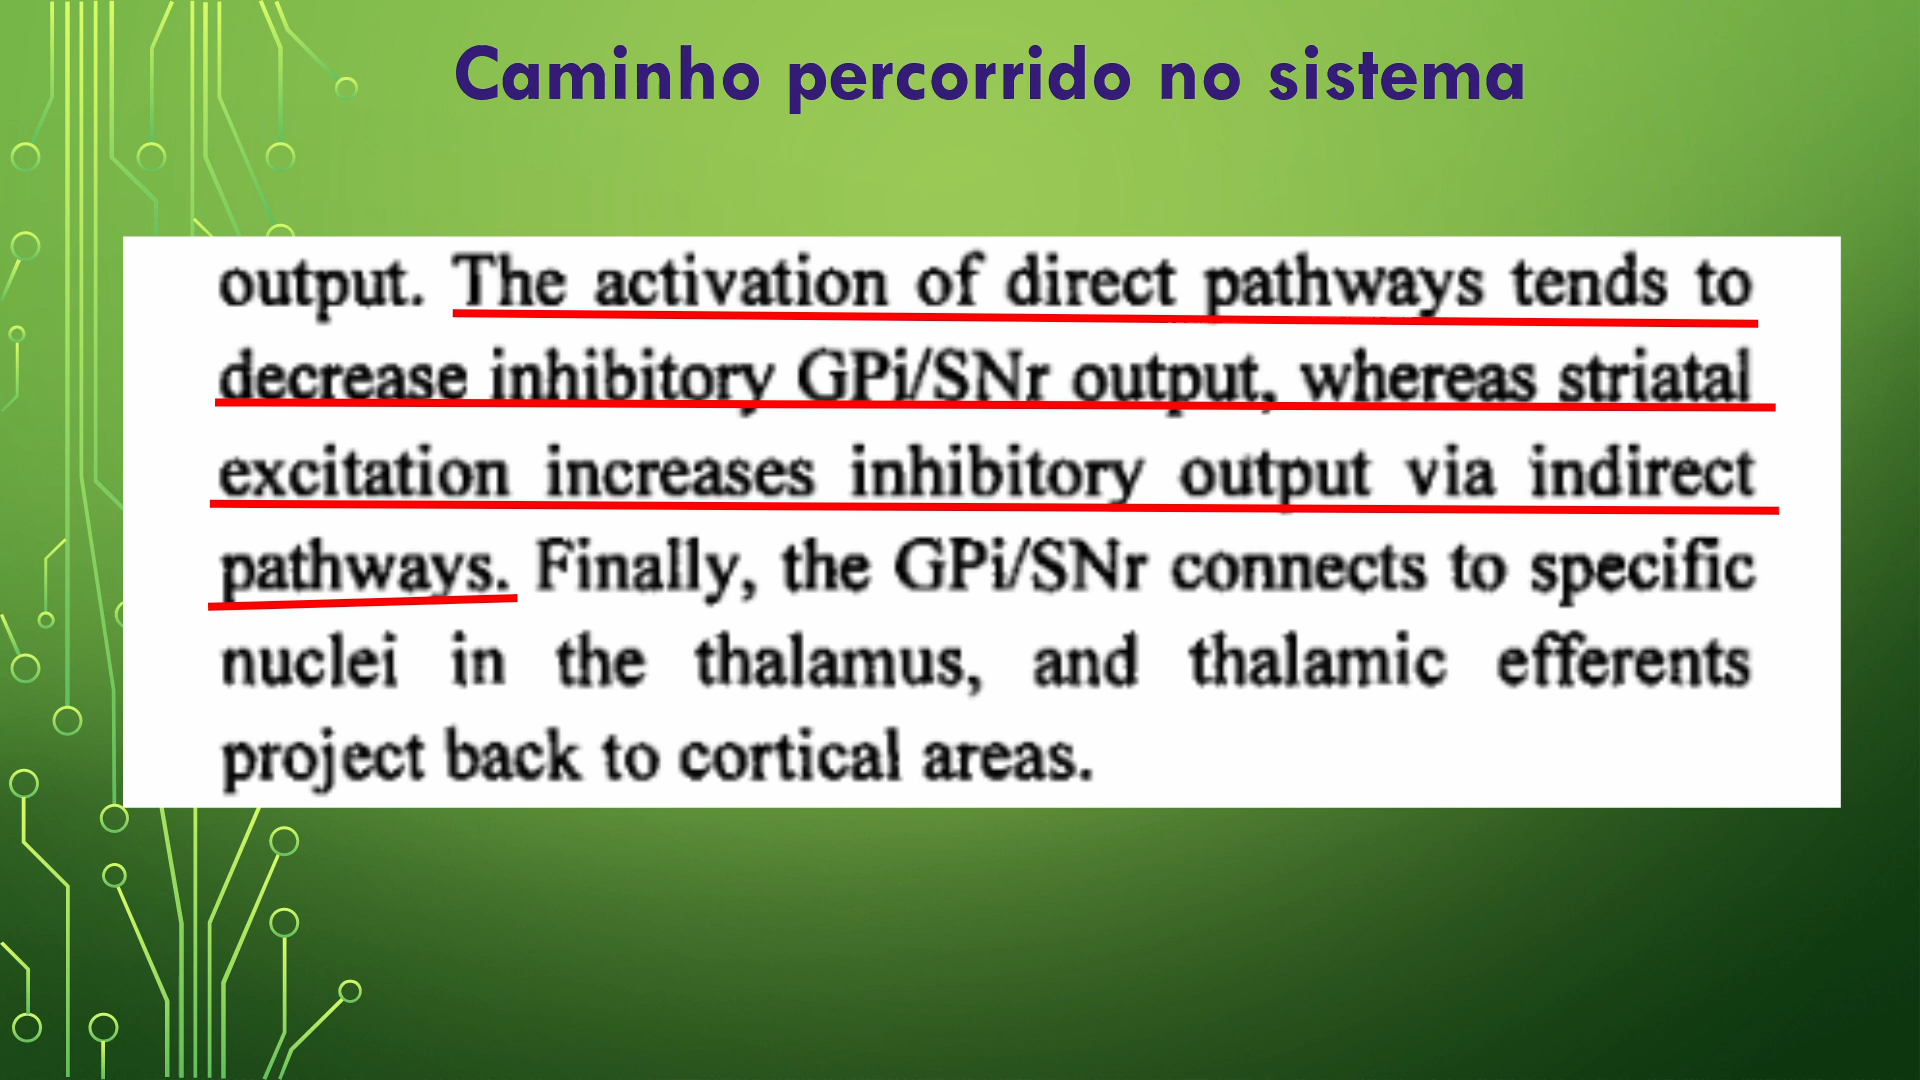 Caminho percorrido no sistema
output. The activation of direct pathways tends to
decrease inhibitory GPi/SNr output, whereas striatal
excitation increases inhibitory output via indirect
pathways. Finally, the GPi/SNr connects to specific
nuclei in the thalamus, and thalamic efferents
project back to cortical areas.